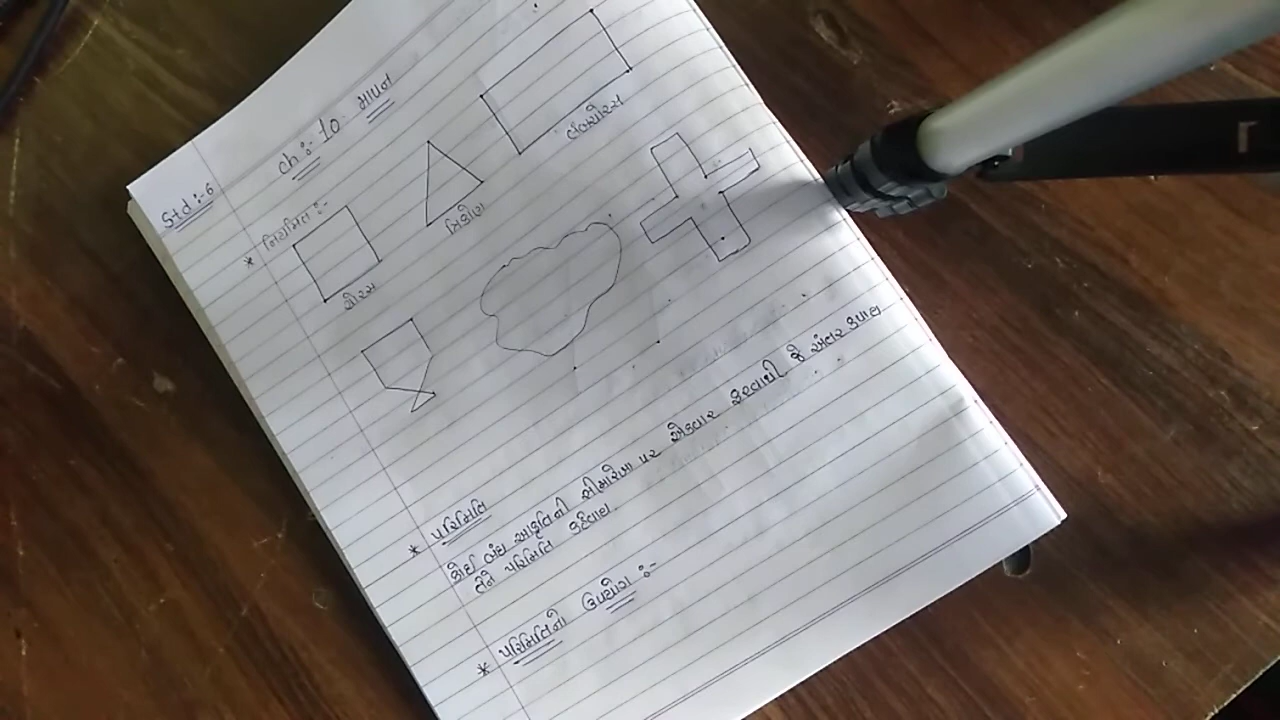 ch :- 10. માપન
Std :- 6
* નિયમિત :-
ચોરસ
ત્રિકોણ
લંબચોરસ
* પરિમિતિ
કોઈ બંધ આકૃતિની સીમારેખા પર એકવાર ફરવાથી જે અંતર કપાય
તેને પરિમિતિ કહેવાય
* પરિમિતિનો ઉપયોગ :-